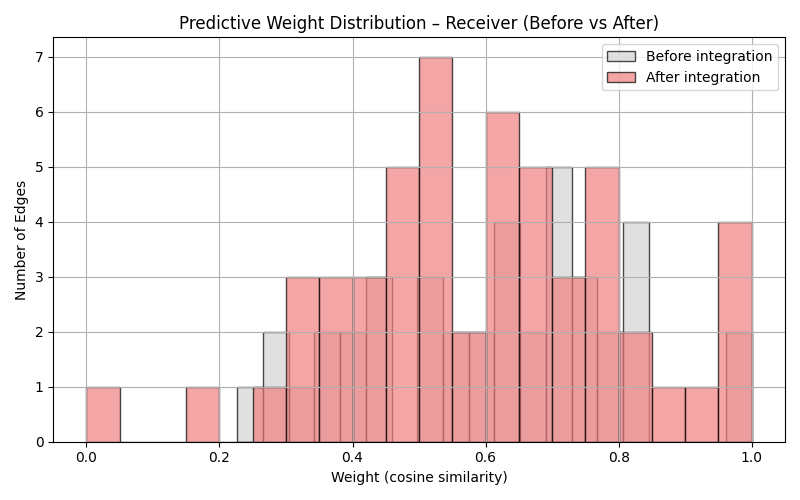 Predictive Weight Distribution – Receiver (Before vs After)
Before integration
After integration
Number of Edges
7
6
5
4
3
2
1
0
0.0 0.2 0.4 0.6 0.8 1.0
Weight (cosine similarity)